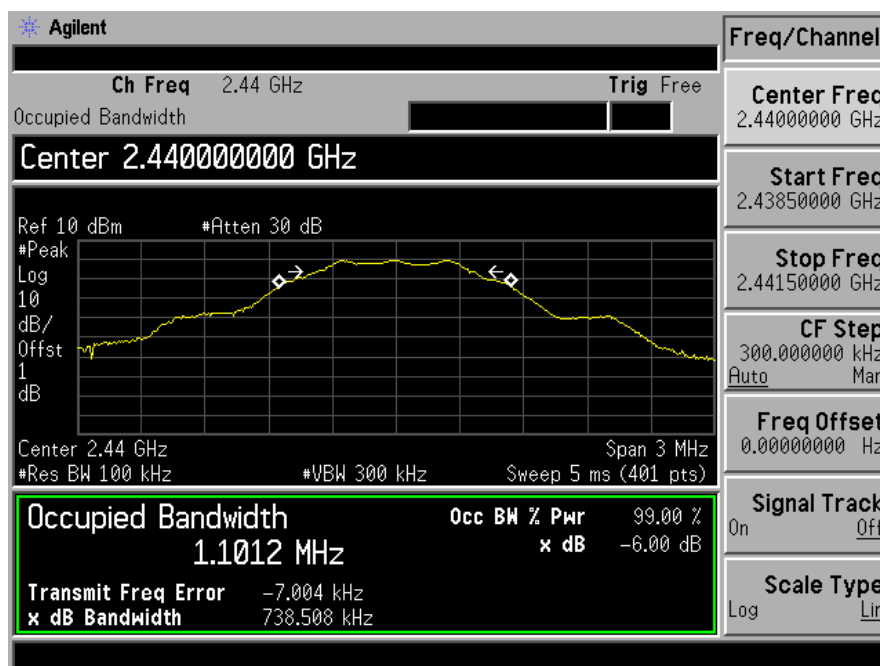 Agilent
Ch Freq 2.44 GHz Trig Free
Occupied Bandwidth
Center 2.440000000 GHz
Ref 10 dBm #Atten 30 dB
#Peak
Log
10
dB/
Offst
1
dB
Center 2.44 GHz Span 3 MHz
#Res BW 100 kHz #VBW 300 kHz Sweep 5 ms (401 pts)
Occupied Bandwidth
1.1012 MHz
Occ BW % Pwr 99.00 %
x dB -6.00 dB
Transmit Freq Error -7.004 kHz
x dB Bandwidth 738.508 kHz
Freq/Channel
Center Freq
2.44000000 GHz
Start Freq
2.43850000 GHz
Stop Freq
2.44150000 GHz
CF Step
300.000000 kHz
Auto Man
Freq Offset
0.00000000 Hz
Signal Track
On Off
Scale Type
Log Lin